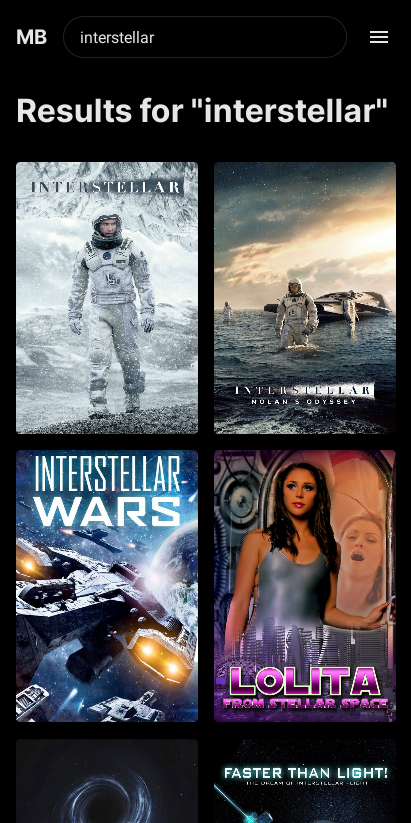 MB
interstellar
Results for "interstellar"
INTERSTELLAR
INTERSTELLAR
NOLAN'S ODYSSEY
INTERSTELLAR
WARS
LOLITA
FROM STELLAR SPACE
FASTER THAN LIGHT!
THE DREAM OF INTERSTELLAR FLIGHT